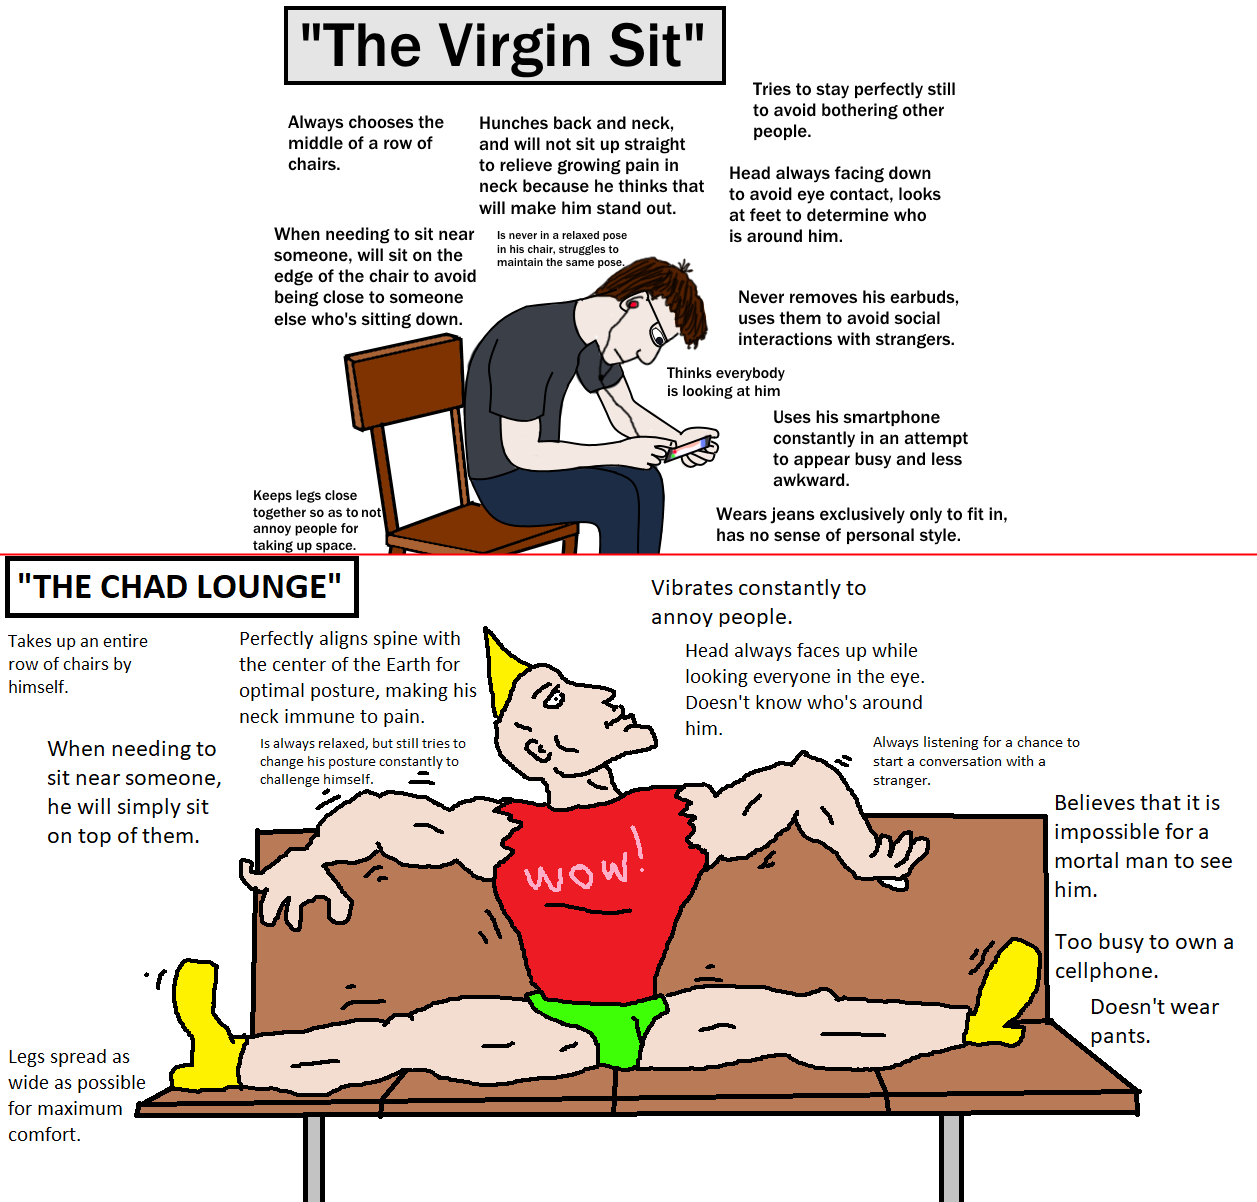 "The Virgin Sit"
Tries to stay perfectly still
to avoid bothering other
people.
Always chooses the
middle of a row of
chairs.
Hunches back and neck,
and will not sit up straight
to relieve growing pain in
neck because he thinks that
will make him stand out.
Head always facing down
to avoid eye contact, looks
at feet to determine who
is around him.
When needing to sit near
someone, will sit on the
edge of the chair to avoid
being close to someone
else who's sitting down.
Is never in a relaxed pose
in his chair, struggles to
maintain the same pose.
Never removes his earbuds,
uses them to avoid social
interactions with strangers.
Thinks everybody
is looking at him
Uses his smartphone
constantly in an attempt
to appear busy and less
awkward.
Keeps legs close
together so as to not
annoy people for
taking up space.
Wears jeans exclusively only to fit in,
has no sense of personal style.
"THE CHAD LOUNGE"
Vibrates constantly to
annoy people.
Takes up an entire
row of chairs by
himself.
Perfectly aligns spine with
the center of the Earth for
optimal posture, making his
neck immune to pain.
Head always faces up while
looking everyone in the eye.
Doesn't know who's around
him.
When needing to
sit near someone,
he will simply sit
on top of them.
Is always relaxed, but still tries to
change his posture constantly to
challenge himself.
Always listening for a chance to
start a conversation with a
stranger.
Believes that it is
impossible for a
mortal man to see
him.
WOW!
Too busy to own a
cellphone.
Doesn't wear
pants.
Legs spread as
wide as possible
for maximum
comfort.